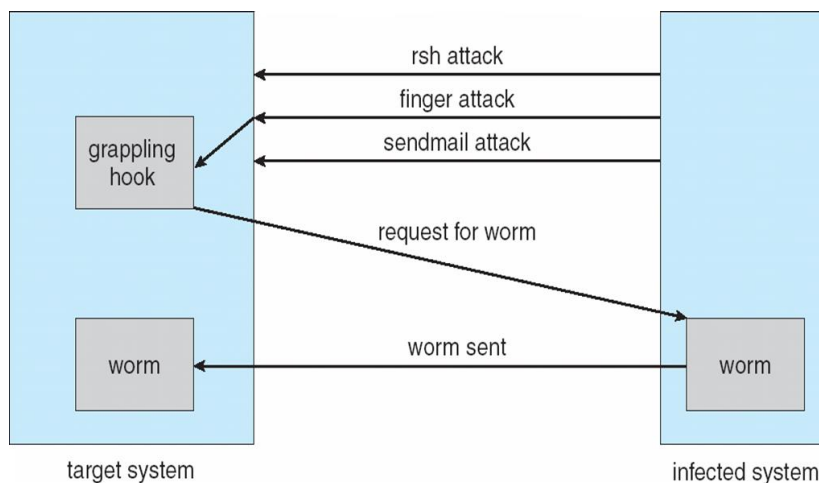 rsh attack
finger attack
sendmail attack
grappling
hook
request for worm
worm sent
worm
worm
target system
infected system